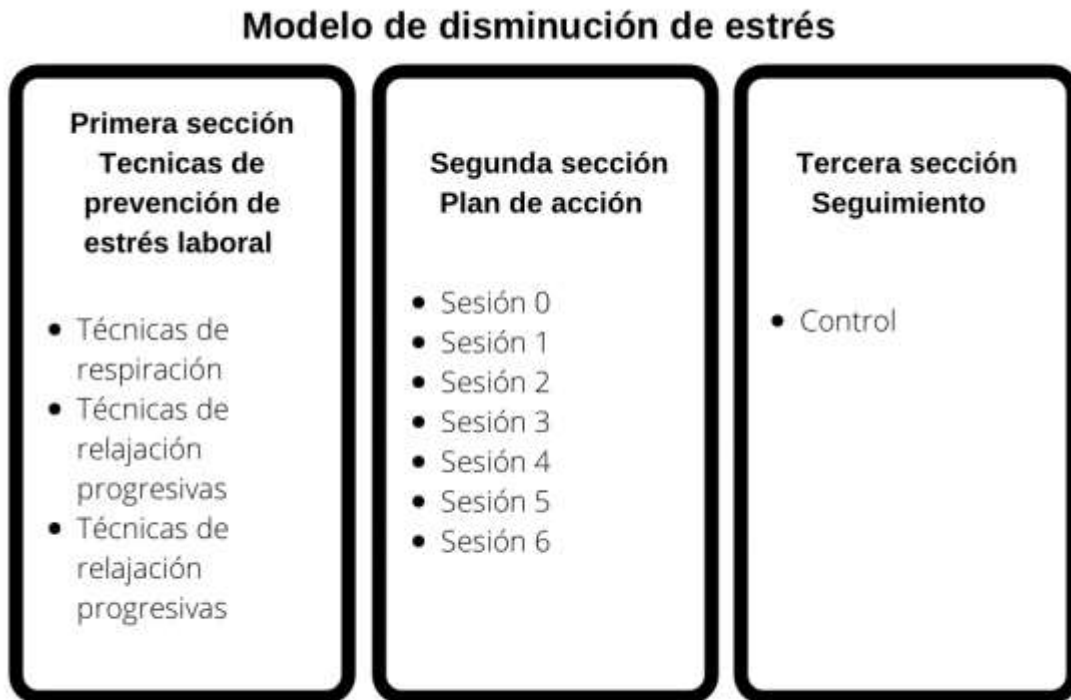 Modelo de disminución de estrés
Primera sección
Tecnicas de
prevención de
estrés laboral
• Técnicas de
respiración
• Técnicas de
relajación
progresivas
• Técnicas de
relajación
progresivas
Segunda sección
Plan de acción
• Sesión 0
• Sesión 1
• Sesión 2
• Sesión 3
• Sesión 4
• Sesión 5
• Sesión 6
Tercera sección
Seguimiento
• Control